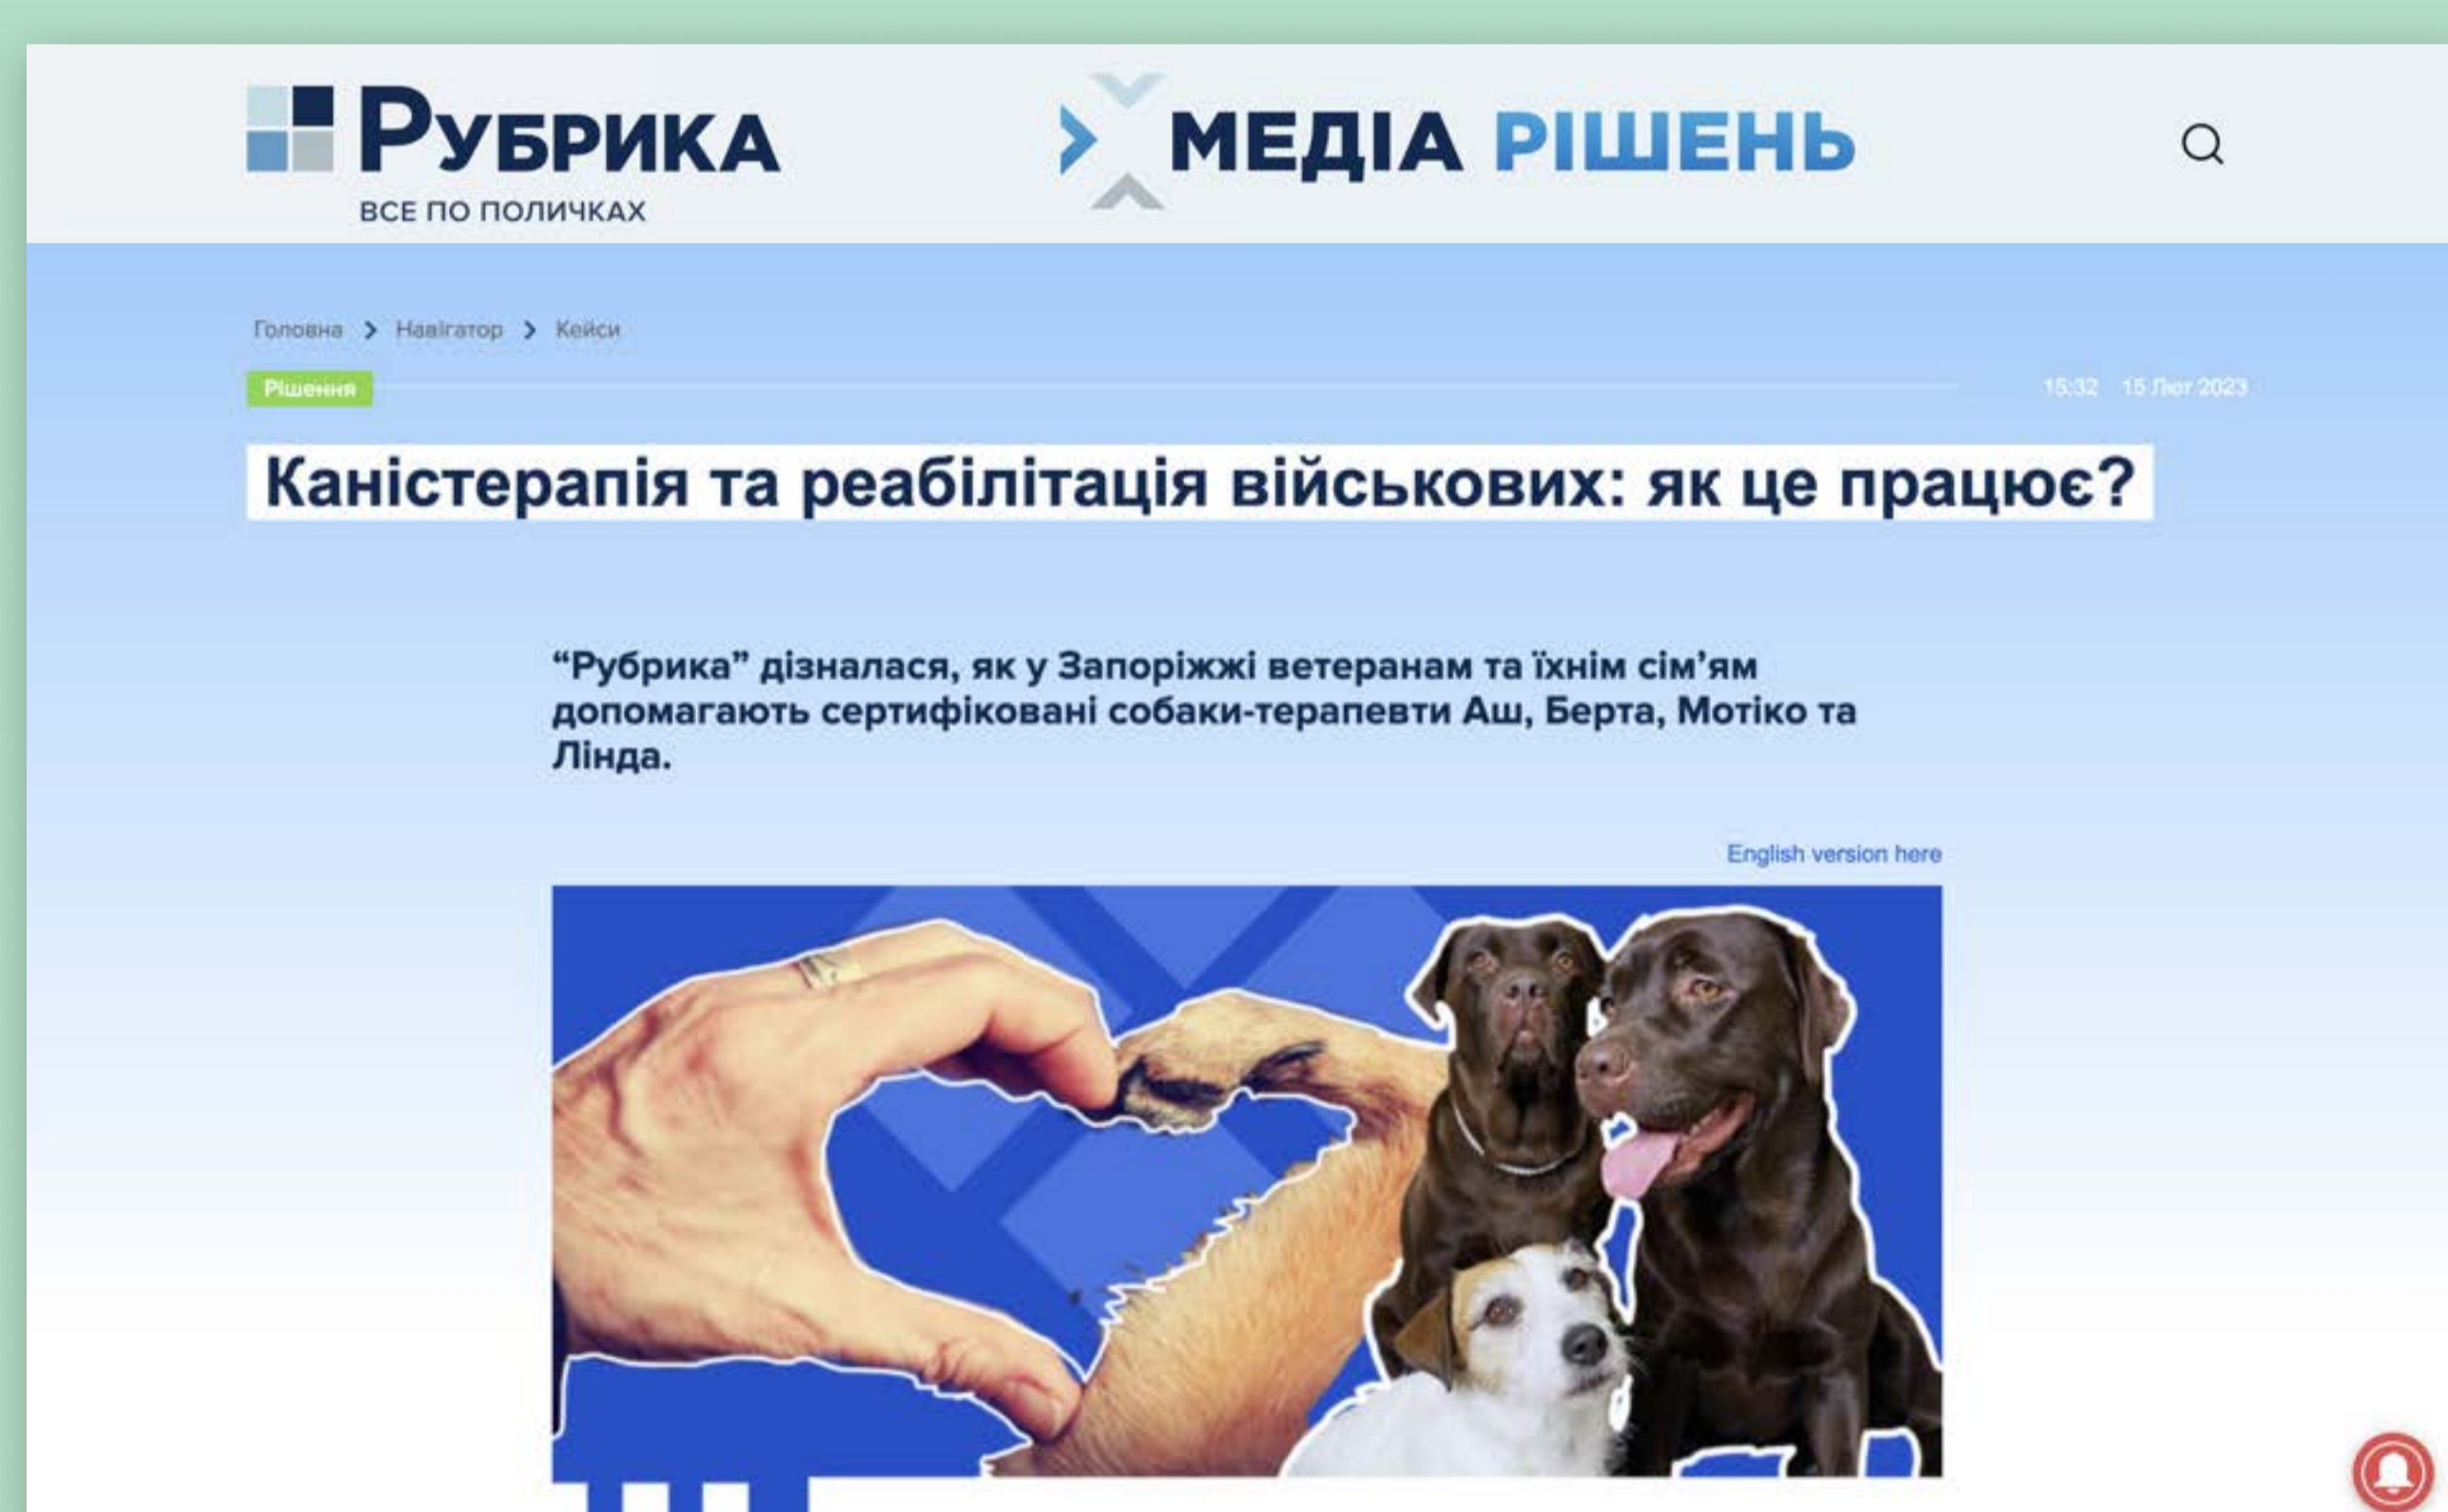 Рубрика
ВСЕ ПО ПОЛИЧКАХ
МЕДІА РІШЕНЬ
Головна > Навігатор > Кейси
Рішення
15:32 15 Лют 2023
Каністерапія та реабілітація військових: як це працює?
“Рубрика” дізналася, як у Запоріжжі ветеранам та їхнім сім’ям
допомагають сертифіковані собаки-терапевти Аш, Берта, Мотіко та
Лінда.
English version here